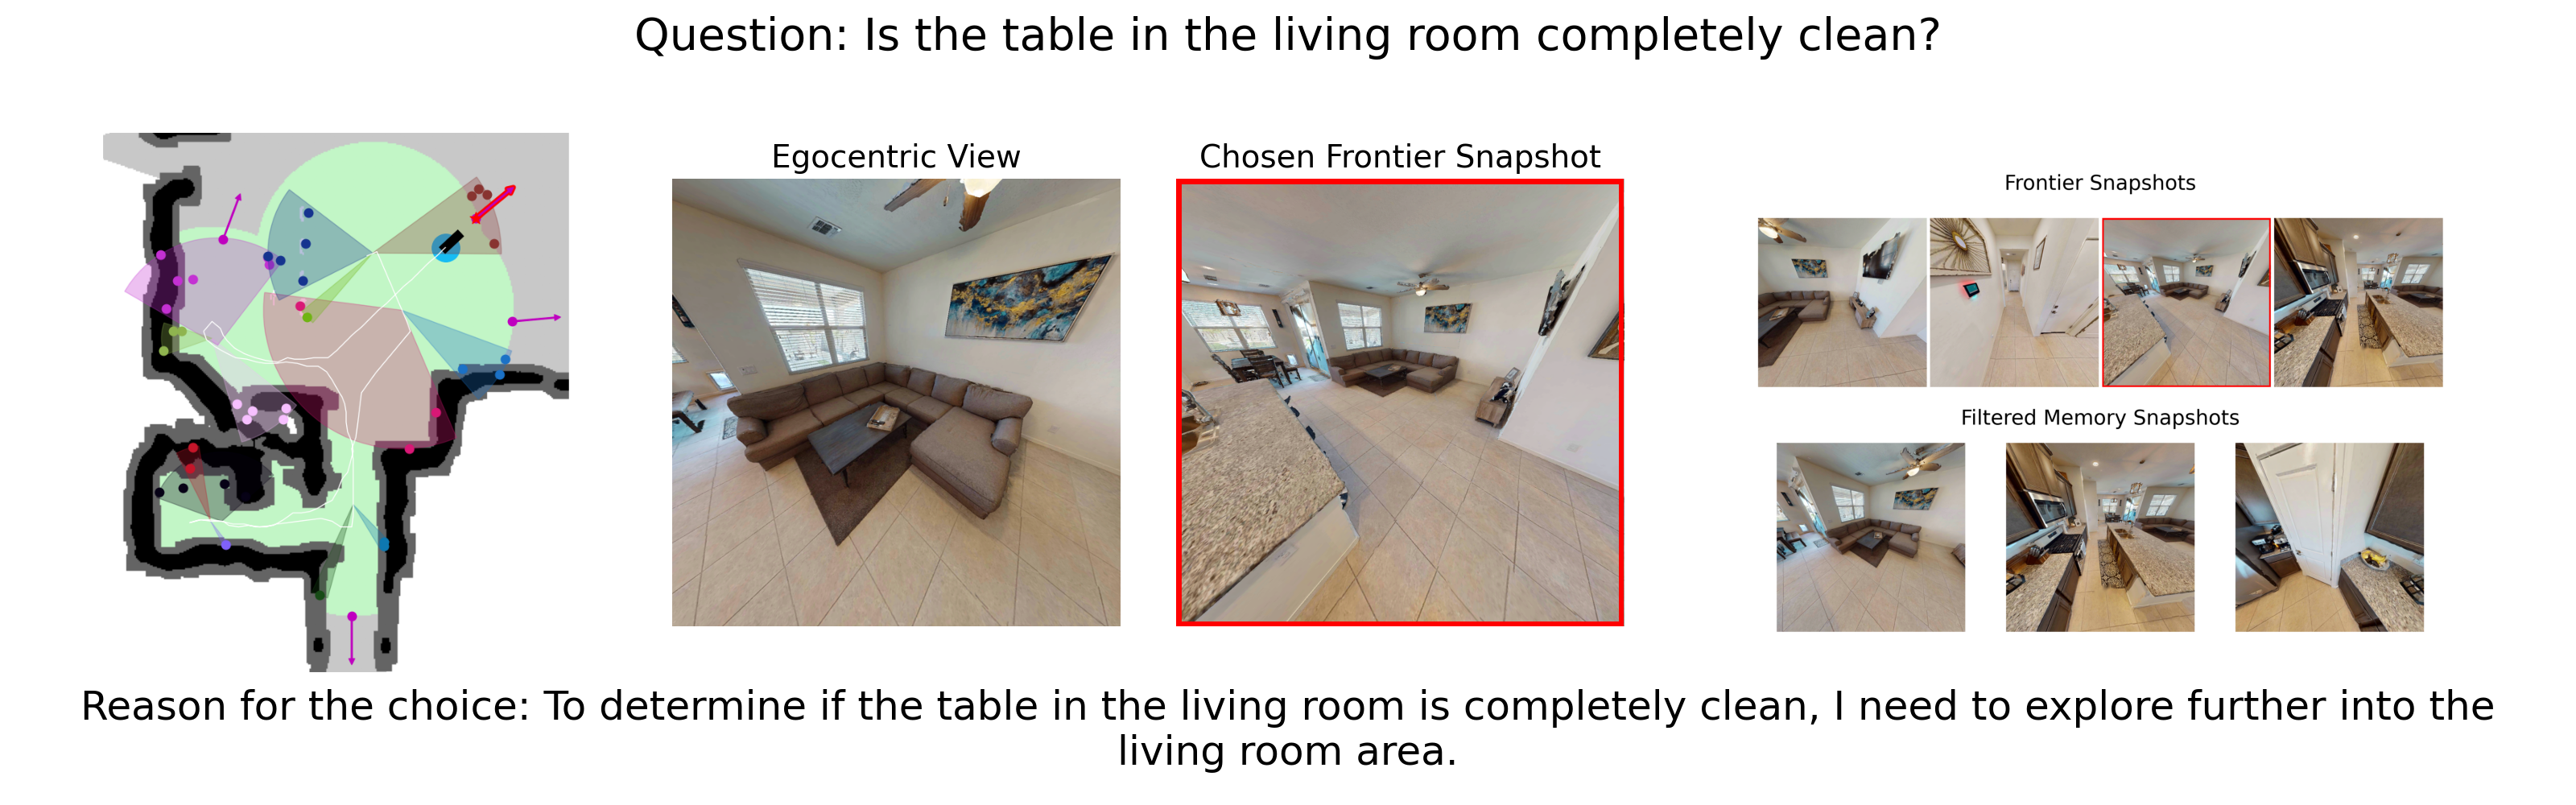 Question: Is the table in the living room completely clean?
Egocentric View
Chosen Frontier Snapshot
Frontier Snapshots
Filtered Memory Snapshots
Reason for the choice: To determine if the table in the living room is completely clean, I need to explore further into the
living room area.